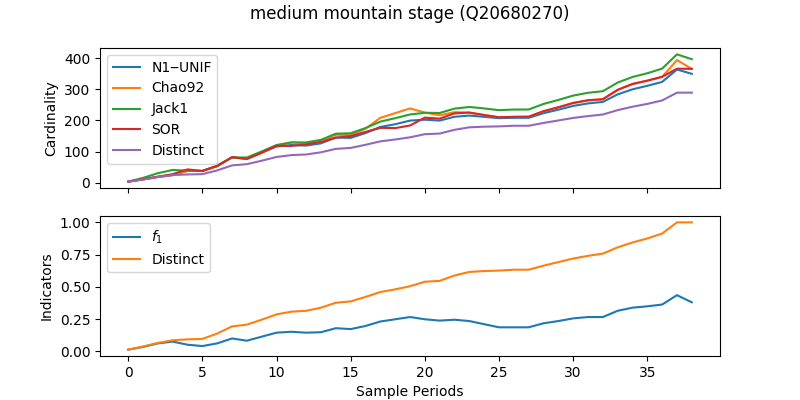 medium mountain stage (Q20680270)
Cardinality
400
300
200
100
0
N1−UNIF
Chao92
Jack1
SOR
Distinct
Indicators
1.00
0.75
0.50
0.25
0.00
f1
Distinct
0 5 10 15 20 25 30 35
Sample Periods